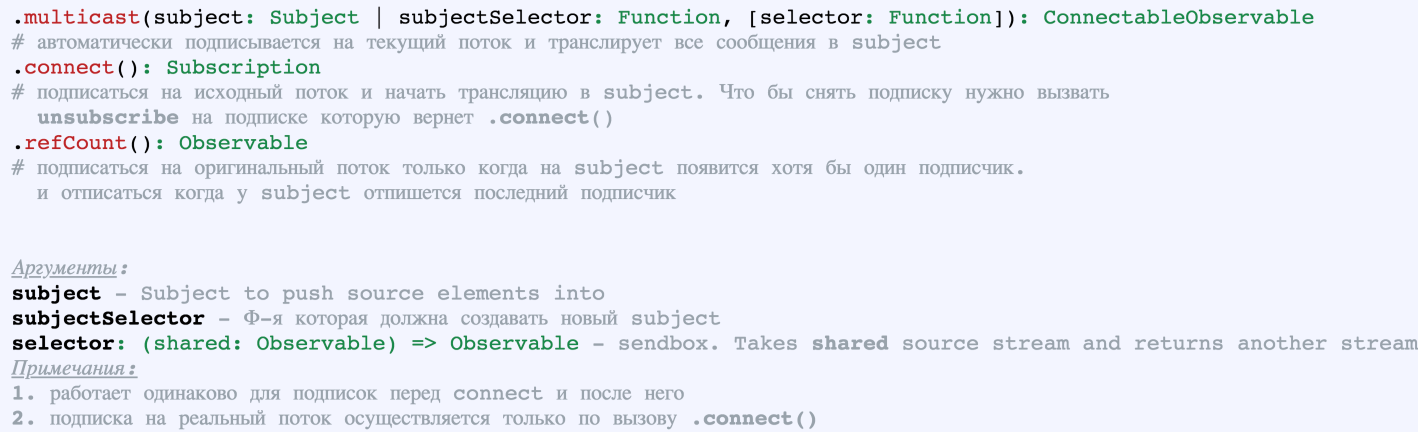 .multicast(subject: Subject | subjectSelector: Function, [selector: Function]): ConnectableObservable
# автоматически подписывается на текущий поток и транслирует все сообщения в subject
.connect(): Subscription
# подписаться на исходный поток и начать трансляцию в subject. Что бы снять подписку нужно вызвать
unsubscribe на подписке которую вернет .connect()
.refCount(): Observable
# подписаться на оригинальный поток только когда на subject появится хотя бы один подписчик.
и отписаться когда у subject отпишется последний подписчик
Аргументы:
subject - Subject to push source elements into
subjectSelector - Ф-я которая должна создавать новый subject
selector: (shared: Observable) => Observable - sendbox. Takes shared source stream and returns another stream
Примечания:
1. работает одинаково для подписок перед connect и после него
2. подписка на реальный поток осуществляется только по вызову .connect()